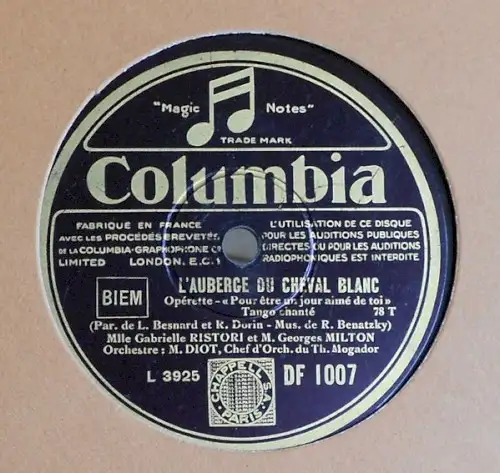 "Magic Notes"
TRADE MARK
Columbia
FABRIQUÉ EN FRANCE
AVEC LES PROCÉDÉS BREVETÉS
DE LA COLUMBIA-GRAPHOPHONE Cº
LIMITED LONDON. E.C.1
L'UTILISATION DE CE DISQUE
POUR LES AUDITIONS PUBLIQUES
DIRECTES OU POUR LES AUDITIONS
RADIOPHONIQUES EST INTERDITE
BIEM
L'AUBERGE DU CHEVAL BLANC
Opérette - « Pour être un jour aimé de toi »
Tango chanté 78 T
(Par. de L. Besnard et R. Dorin - Mus. de R. Benatzky)
Mlle Gabrielle RISTORI et M. Georges MILTON
Orchestre : M. DIOT, Chef d'Orch. du Th. Mogador
L 3925
CHAPPELL S.A.
PARIS
DF 1007